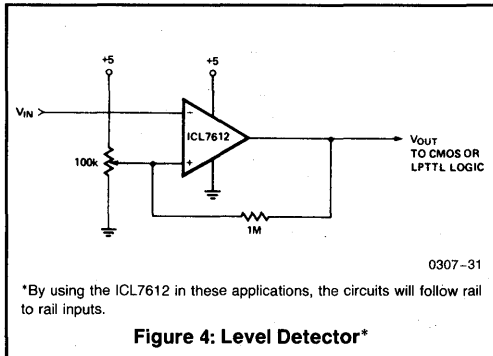 +5
+5
VIN
−
ICL7612
100k
+
VOUT
TO CMOS OR
LPTTL LOGIC
1M
0307–31
*By using the ICL7612 in these applications, the circuits will follow rail
to rail inputs.
Figure 4: Level Detector*